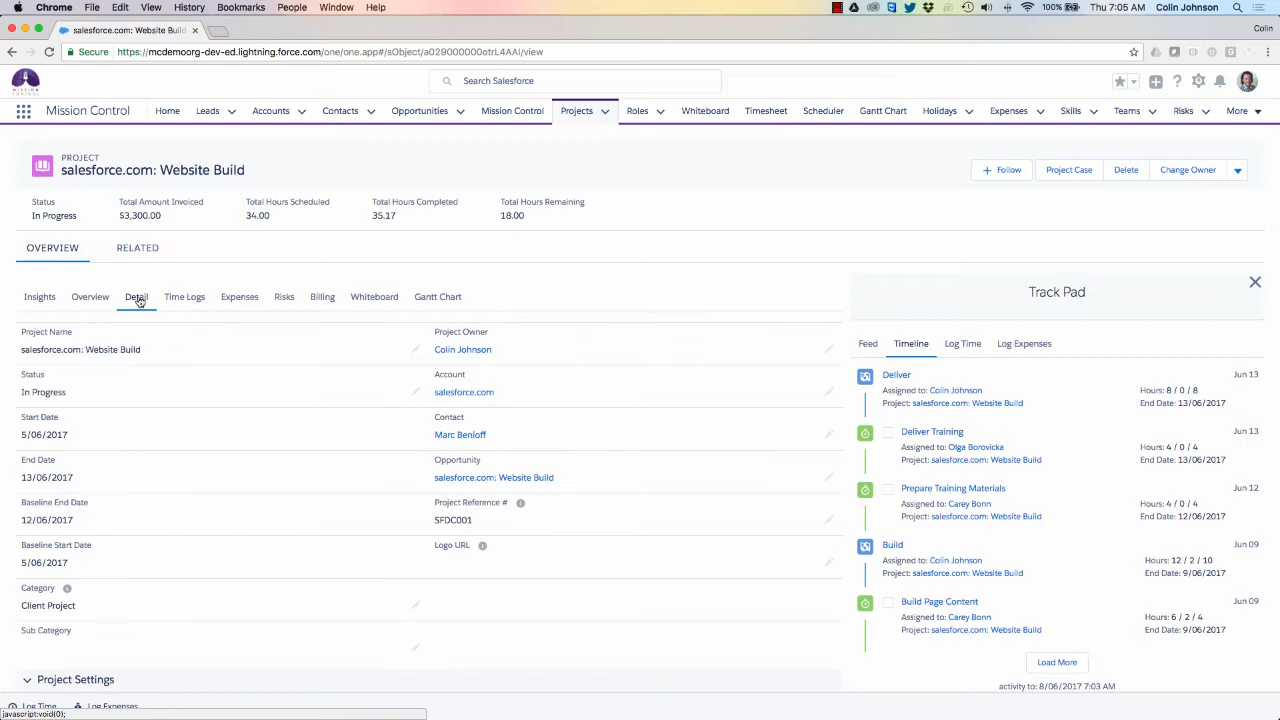 Chrome File Edit View History Bookmarks People Window Help 100% Thu 7:05 AM Colin Johnson
salesforce.com: Website Buil Colin
Secure https://mcdemoorg-dev-ed.lightning.force.com/one/one.app#/sObject/a029000000otrL4AAI/view
MISSION CONTROL Search Salesforce
Mission Control Home Leads Accounts Contacts Opportunities Mission Control Projects Roles Whiteboard Timesheet Scheduler Gantt Chart Holidays Expenses Skills Teams Risks More
PROJECT
salesforce.com: Website Build
Follow Project Case Delete Change Owner
Status Total Amount Invoiced Total Hours Scheduled Total Hours Completed Total Hours Remaining
In Progress $3,300.00 34.00 35.17 18.00
OVERVIEW RELATED
Insights Overview Detail Time Logs Expenses Risks Billing Whiteboard Gantt Chart
Project Name Project Owner
salesforce.com: Website Build Colin Johnson
Status Account
In Progress salesforce.com
Start Date Contact
5/06/2017 Marc Benioff
End Date Opportunity
13/06/2017 salesforce.com: Website Build
Baseline End Date Project Reference #
12/06/2017 SFDC001
Baseline Start Date Logo URL
5/06/2017
Category
Client Project
Sub Category
Project Settings
Track Pad
Feed Timeline Log Time Log Expenses
Deliver Jun 13
Assigned to: Colin Johnson Hours: 8 / 0 / 8
Project: salesforce.com: Website Build End Date: 13/06/2017
Deliver Training Jun 13
Assigned to: Olga Borovicka Hours: 4 / 0 / 4
Project: salesforce.com: Website Build End Date: 13/06/2017
Prepare Training Materials Jun 12
Assigned to: Carey Bonn Hours: 4 / 0 / 4
Project: salesforce.com: Website Build End Date: 12/06/2017
Build Jun 09
Assigned to: Colin Johnson Hours: 12 / 2 / 10
Project: salesforce.com: Website Build End Date: 9/06/2017
Build Page Content Jun 09
Assigned to: Carey Bonn Hours: 6 / 2 / 4
Project: salesforce.com: Website Build End Date: 9/06/2017
Load More
activity to: 8/06/2017 7:03 AM
Log Time Log Expenses
javascript:void(0);